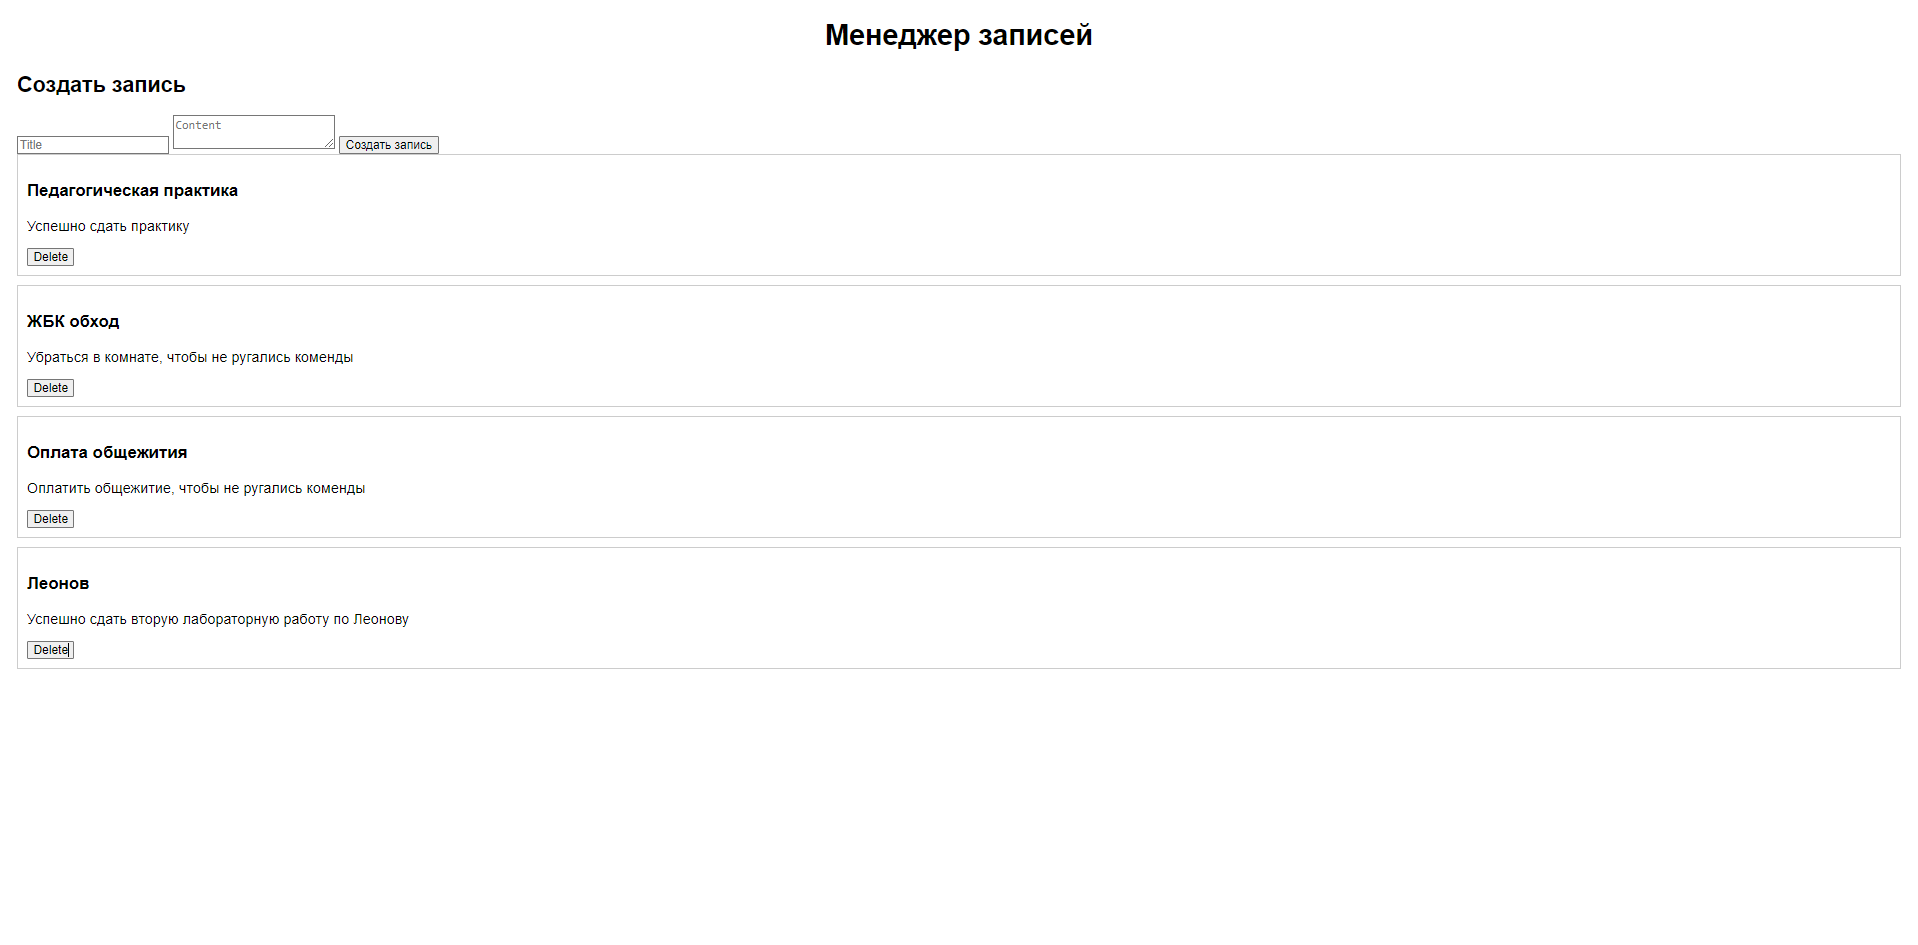 Менеджер записей
Создать запись
Title Content Создать запись
Педагогическая практика
Успешно сдать практику
Delete
ЖБК обход
Убраться в комнате, чтобы не ругались коменды
Delete
Оплата общежития
Оплатить общежитие, чтобы не ругались коменды
Delete
Леонов
Успешно сдать вторую лабораторную работу по Леонову
Delete